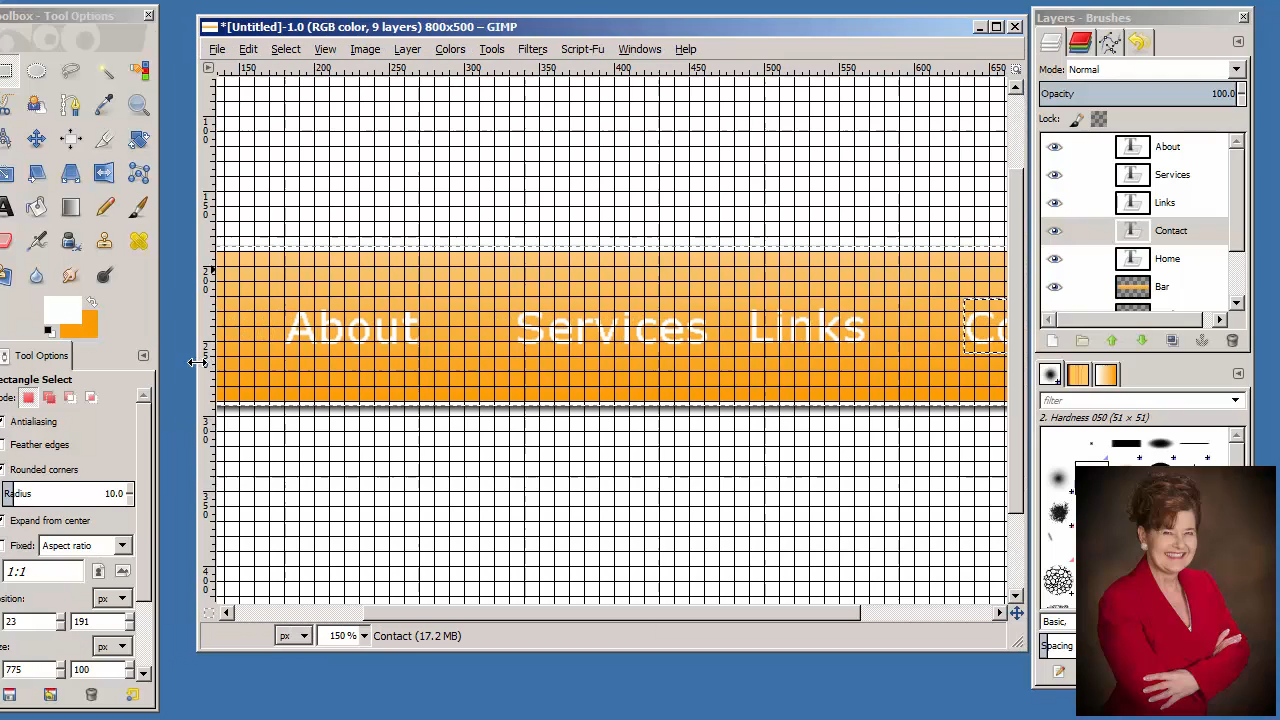 oolbox - Tool Options
*[Untitled]-1.0 (RGB color, 9 layers) 800x500 – GIMP
Layers - Brushes
File Edit Select View Image Layer Colors Tools Filters Script-Fu Windows Help
150 200 250 300 350 400 450 500 550 600 650
Mode: Normal
Opacity 100.0
Lock:
About
Services
Links
Contact
Home
Bar
About Services Links Co
Tool Options
ectangle Select
ode:
Antialiasing
Feather edges
Rounded corners
Radius 10.0
Expand from center
Fixed: Aspect ratio
1:1
osition: px
23 191
ze: px
775 100
filter
2. Hardness 050 (51 × 51)
Basic,
Spacing
px 150 % Contact (17.2 MB)